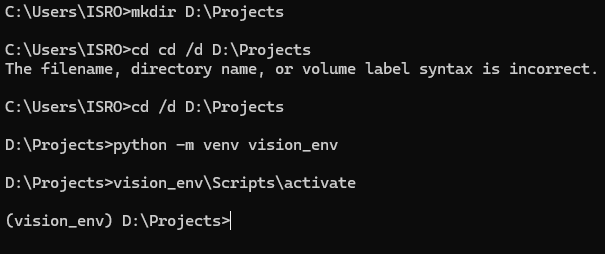 C:\Users\ISRO>mkdir D:\Projects
C:\Users\ISRO>cd cd /d D:\Projects
The filename, directory name, or volume label syntax is incorrect.
C:\Users\ISRO>cd /d D:\Projects
D:\Projects>python -m venv vision_env
D:\Projects>vision_env\Scripts\activate
(vision_env) D:\Projects>